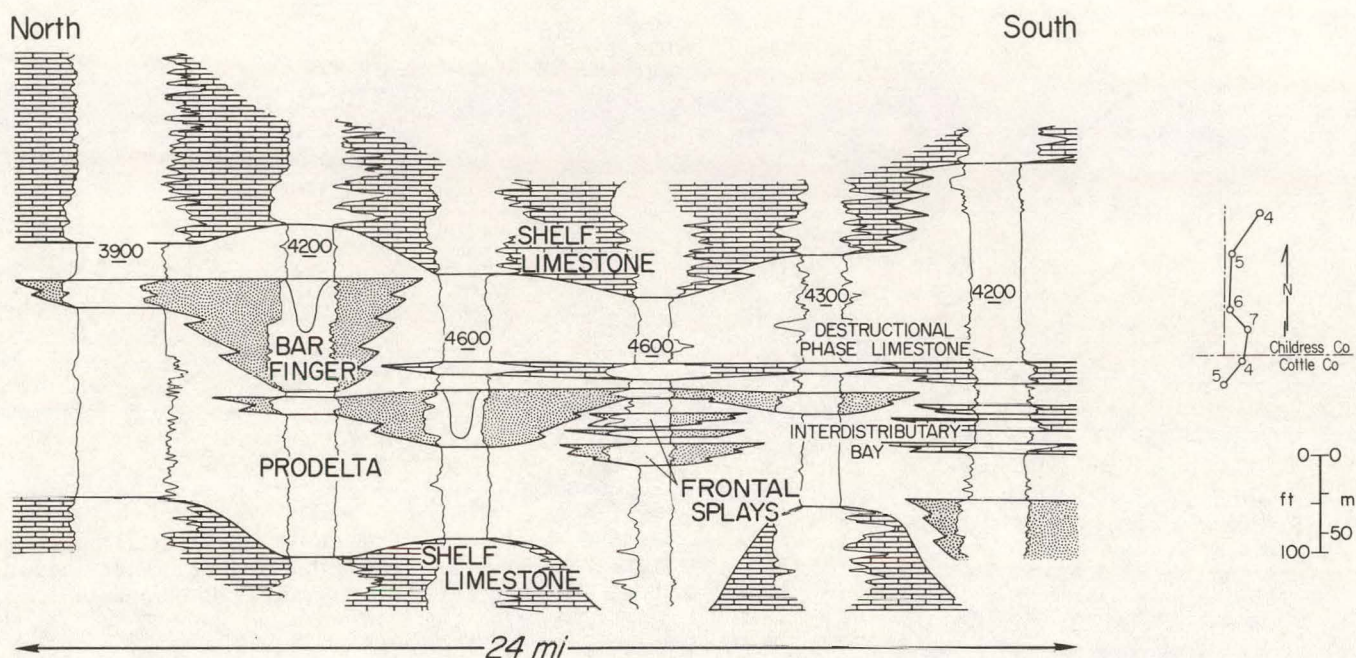 North
South
3900
4200
SHELF
LIMESTONE
4300
4200
4600
4600
DESTRUCTIONAL
PHASE LIMESTONE
BAR
FINGER
INTERDISTRIBUTARY
BAY
PRODELTA
FRONTAL
SPLAYS
SHELF
LIMESTONE
24 mi
4
5
6
N
7
Childress Co
Cottle Co
4
5
0 0
ft m
50
100